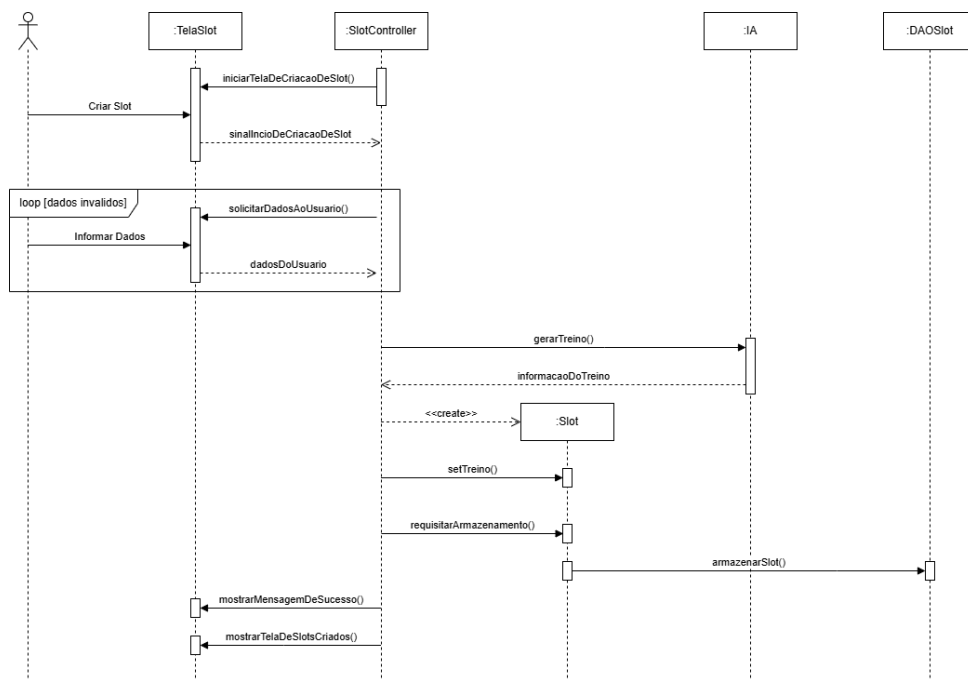 :TelaSlot
:SlotController
:IA
:DAOSlot
iniciarTelaDeCriacaoDeSlot()
Criar Slot
sinalIncioDeCriacaoDeSlot
loop [dados invalidos]
solicitarDadosAoUsuario()
Informar Dados
dadosDoUsuario
gerarTreino()
informacaoDoTreino
<<create>>
:Slot
setTreino()
requisitarArmazenamento()
armazenarSlot()
mostrarMensagemDeSucesso()
mostrarTelaDeSlotsCriados()